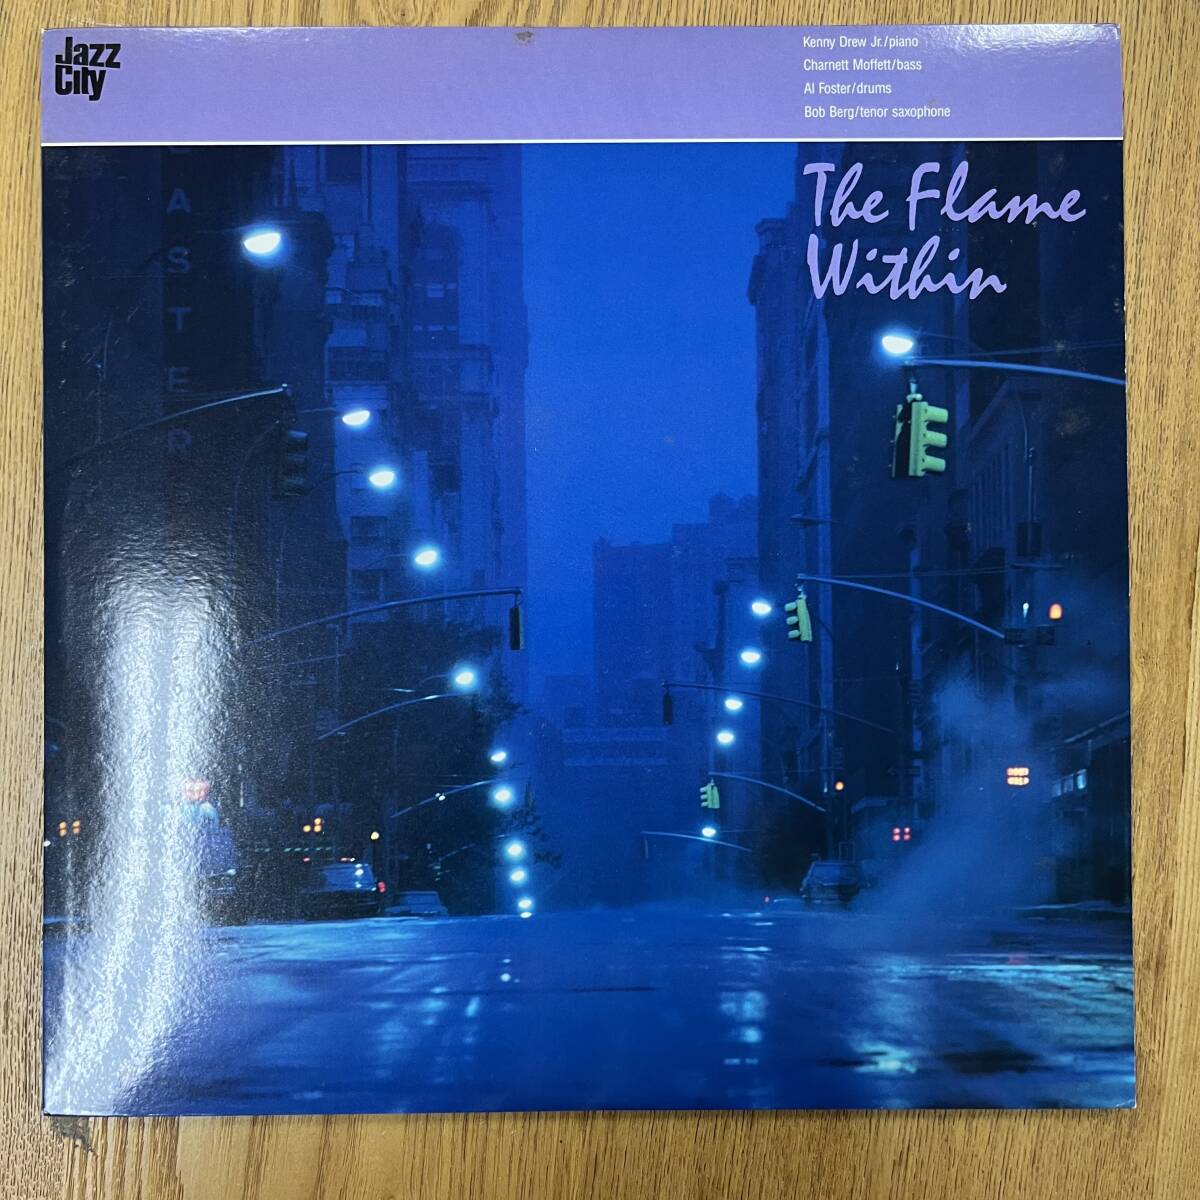 Jazz
City
Kenny Drew Jr./piano
Charnett Moffett/bass
Al Foster/drums
Bob Berg/tenor saxophone
The Flame
Within